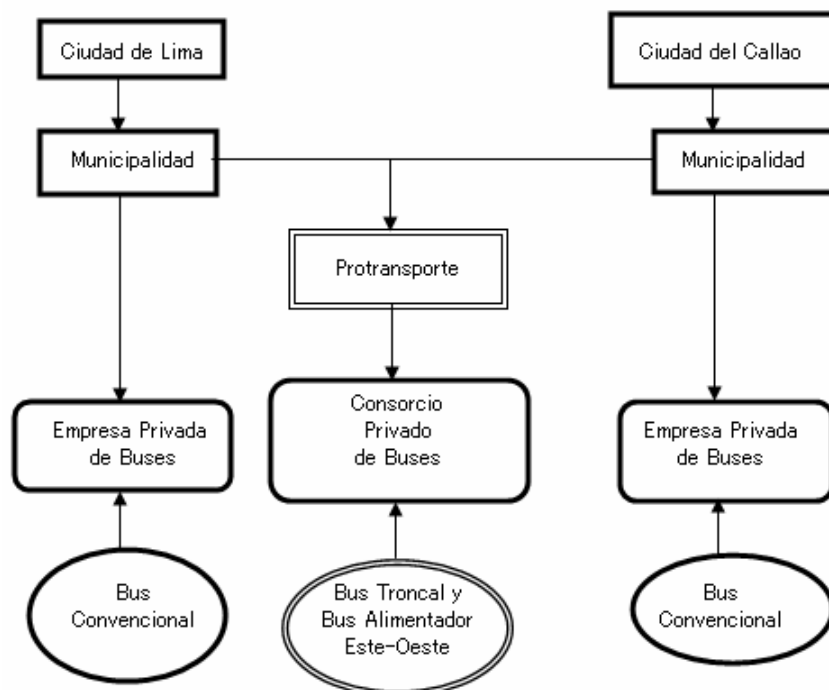 Ciudad de Lima
Ciudad del Callao
Municipalidad
Municipalidad
Protransporte
Empresa Privada
de Buses
Consorcio
Privado
de Buses
Empresa Privada
de Buses
Bus
Convencional
Bus Troncal y
Bus Alimentador
Este-Oeste
Bus
Convencional